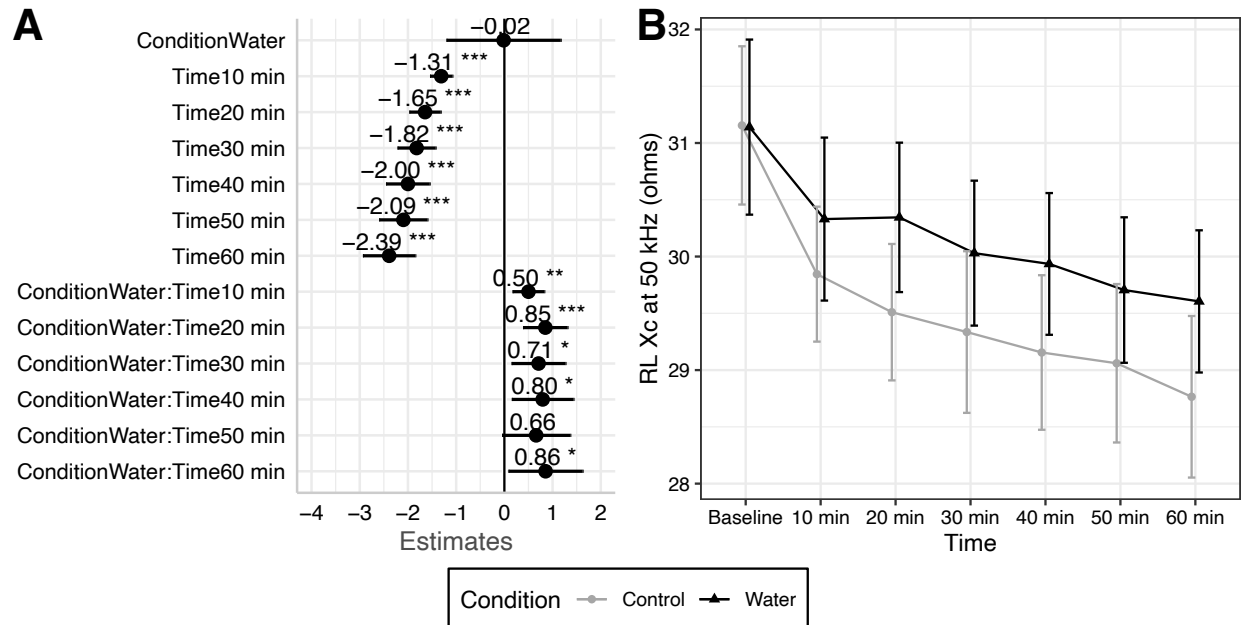 A
ConditionWater −0.02
Time10 min −1.31 ***
Time20 min −1.65 ***
Time30 min −1.82 ***
Time40 min −2.00 ***
Time50 min −2.09 ***
Time60 min −2.39 ***
ConditionWater:Time10 min 0.50 **
ConditionWater:Time20 min 0.85 ***
ConditionWater:Time30 min 0.71 *
ConditionWater:Time40 min 0.80 *
ConditionWater:Time50 min 0.66
ConditionWater:Time60 min 0.86 *
−4 −3 −2 −1 0 1 2
Estimates
B
RL Xc at 50 kHz (ohms)
32
31
30
29
28
Baseline 10 min 20 min 30 min 40 min 50 min 60 min
Time
Condition Control Water